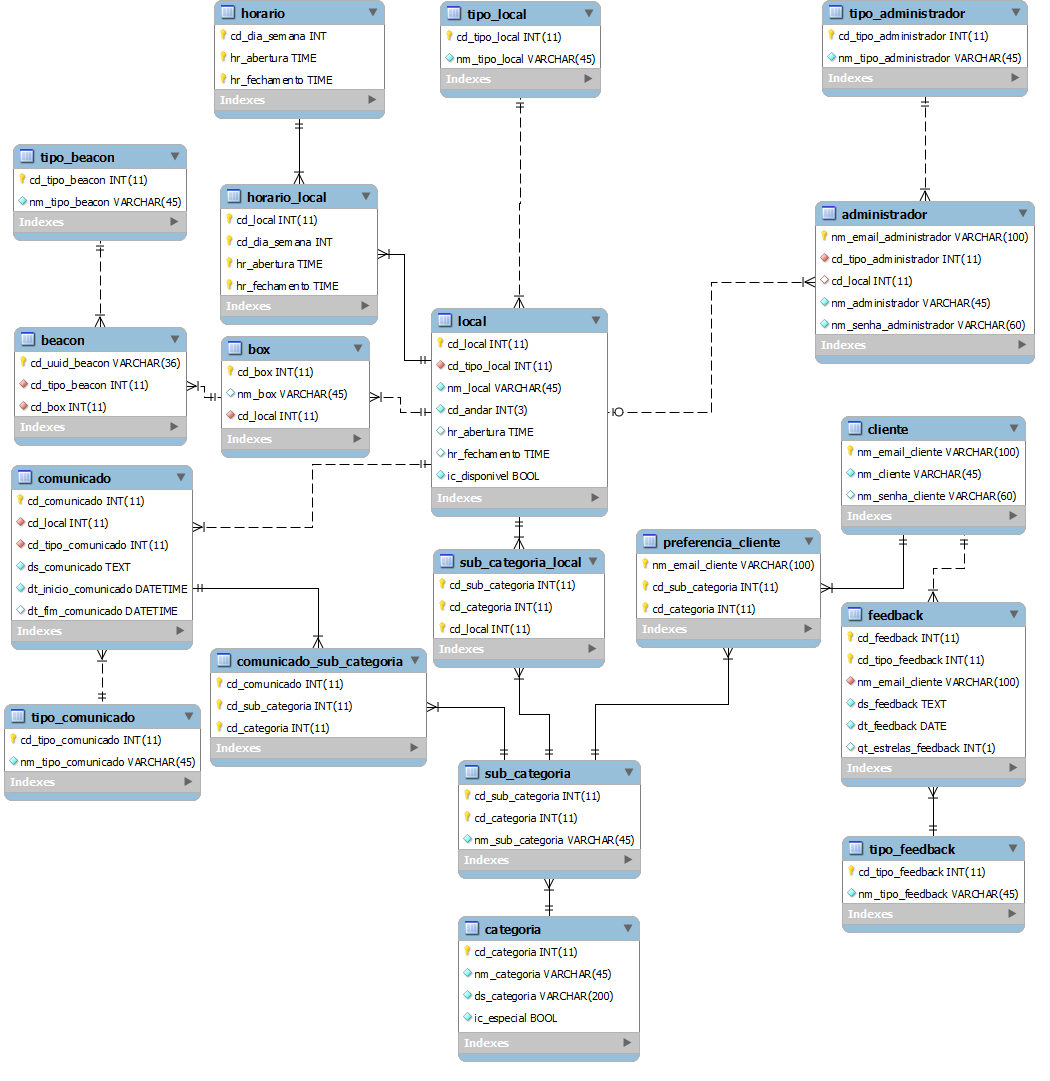 horario
cd_dia_semana INT
hr_abertura TIME
hr_fechamento TIME
Indexes
tipo_local
cd_tipo_local INT(11)
nm_tipo_local VARCHAR(45)
Indexes
tipo_administrador
cd_tipo_administrador INT(11)
nm_tipo_administrador VARCHAR(45)
Indexes
tipo_beacon
cd_tipo_beacon INT(11)
nm_tipo_beacon VARCHAR(45)
Indexes
horario_local
cd_local INT(11)
cd_dia_semana INT
hr_abertura TIME
hr_fechamento TIME
Indexes
administrador
nm_email_administrador VARCHAR(100)
cd_tipo_administrador INT(11)
cd_local INT(11)
nm_administrador VARCHAR(45)
nm_senha_administrador VARCHAR(60)
Indexes
beacon
cd_uuid_beacon VARCHAR(36)
cd_tipo_beacon INT(11)
cd_box INT(11)
Indexes
box
cd_box INT(11)
nm_box VARCHAR(45)
cd_local INT(11)
Indexes
local
cd_local INT(11)
cd_tipo_local INT(11)
nm_local VARCHAR(45)
cd_andar INT(3)
hr_abertura TIME
hr_fechamento TIME
ic_disponivel BOOL
Indexes
cliente
nm_email_cliente VARCHAR(100)
nm_cliente VARCHAR(45)
nm_senha_cliente VARCHAR(60)
Indexes
comunicado
cd_comunicado INT(11)
cd_local INT(11)
cd_tipo_comunicado INT(11)
ds_comunicado TEXT
dt_inicio_comunicado DATETIME
dt_fim_comunicado DATETIME
Indexes
sub_categoria_local
cd_sub_categoria INT(11)
cd_categoria INT(11)
cd_local INT(11)
Indexes
preferencia_cliente
nm_email_cliente VARCHAR(100)
cd_sub_categoria INT(11)
cd_categoria INT(11)
Indexes
feedback
cd_feedback INT(11)
cd_tipo_feedback INT(11)
nm_email_cliente VARCHAR(100)
ds_feedback TEXT
dt_feedback DATE
qt_estrelas_feedback INT(1)
Indexes
comunicado_sub_categoria
cd_comunicado INT(11)
cd_sub_categoria INT(11)
cd_categoria INT(11)
Indexes
tipo_comunicado
cd_tipo_comunicado INT(11)
nm_tipo_comunicado VARCHAR(45)
Indexes
sub_categoria
cd_sub_categoria INT(11)
cd_categoria INT(11)
nm_sub_categoria VARCHAR(45)
Indexes
tipo_feedback
cd_tipo_feedback INT(11)
nm_tipo_feedback VARCHAR(45)
Indexes
categoria
cd_categoria INT(11)
nm_categoria VARCHAR(45)
ds_categoria VARCHAR(200)
ic_especial BOOL
Indexes